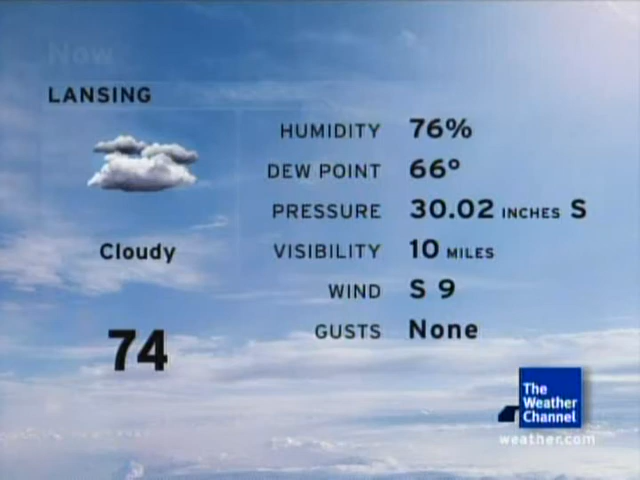 Now
LANSING
Cloudy
74
HUMIDITY 76%
DEW POINT 66°
PRESSURE 30.02 INCHES S
VISIBILITY 10 MILES
WIND S 9
GUSTS None
The
Weather
Channel
weather.com